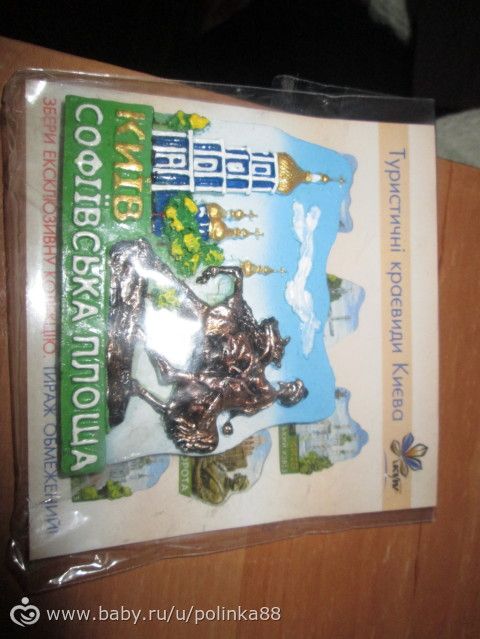 Туристичні краєвиди Києва
КИЇВ
СОФІЇВСЬКА ПЛОЩА
ЗБЕРИ ЕКСКЛЮЗИВНУ КОЛЕКЦІЮ. ТИРАЖ ОБМЕЖЕНИЙ!
www.baby.ru/u/polinka88